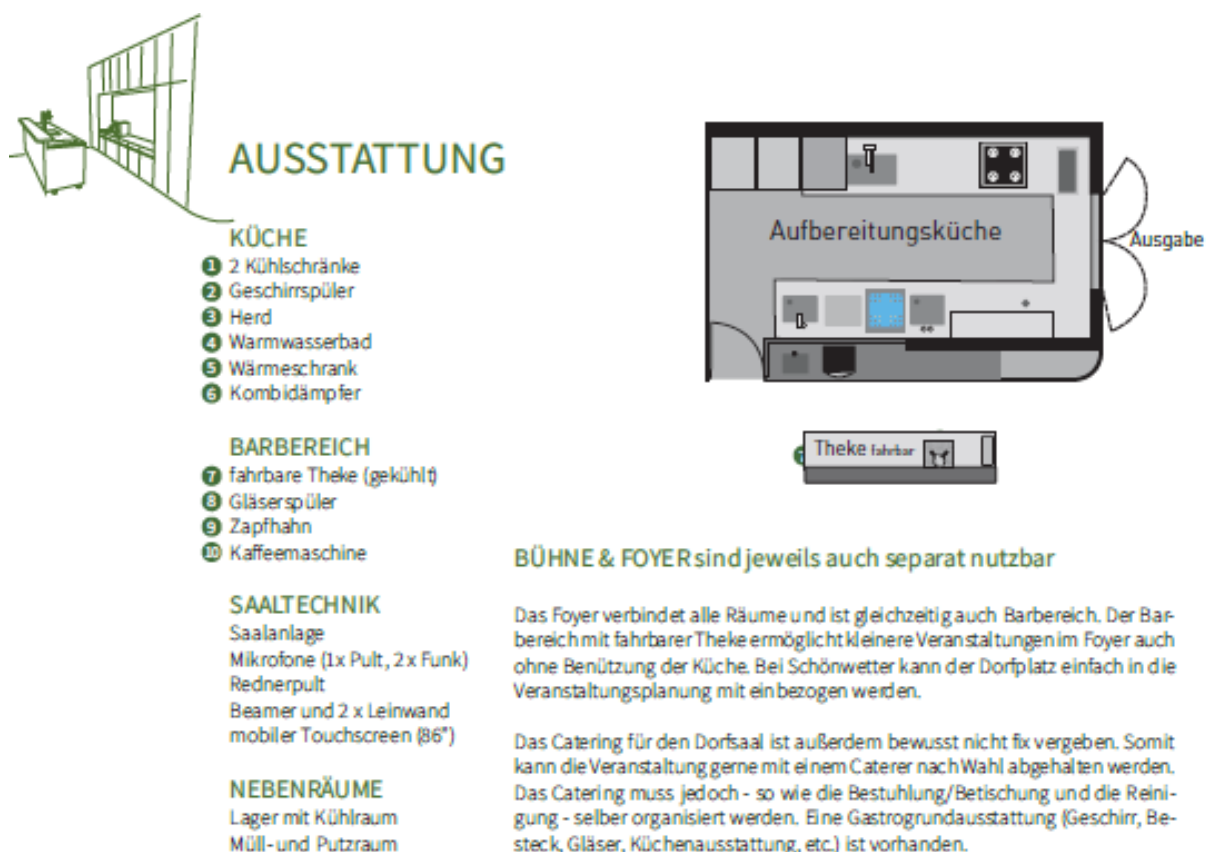 AUSSTATTUNG
KÜCHE
1 2 Kühlschränke
2 Geschirrspüler
3 Herd
4 Warmwasserbad
5 Wärmeschrank
6 Kombidämpfer
BARBEREICH
7 fahrbare Theke (gekühlt)
8 Gläserspüler
9 Zapfhahn
10 Kaffeemaschine
SAALTECHNIK
Saalanlage
Mikrofone (1x Pult, 2x Funk)
Rednerpult
Beamer und 2 x Leinwand
mobiler Touchscreen (86")
NEBENRÄUME
Lager mit Kühlraum
Müll- und Putzraum
Aufbereitungsküche
Ausgabe
Theke fahrbar
BÜHNE & FOYER sind jeweils auch separat nutzbar
Das Foyer verbindet alle Räume und ist gleichzeitig auch Barbereich. Der Bar-
bereich mit fahrbarer Theke ermöglicht kleinere Veranstaltungen im Foyer auch
ohne Benützung der Küche. Bei Schönwetter kann der Dorfplatz einfach in die
Veranstaltungsplanung mit einbezogen werden.
Das Catering für den Dorfsaal ist außerdem bewusst nicht fix vergeben. Somit
kann die Veranstaltung gerne mit einem Caterer nach Wahl abgehalten werden.
Das Catering muss jedoch - so wie die Bestuhlung/Betischung und die Reini-
gung - selber organisiert werden. Eine Gastrogrundausstattung (Geschirr, Be-
steck, Gläser, Küchenausstattung, etc.) ist vorhanden.